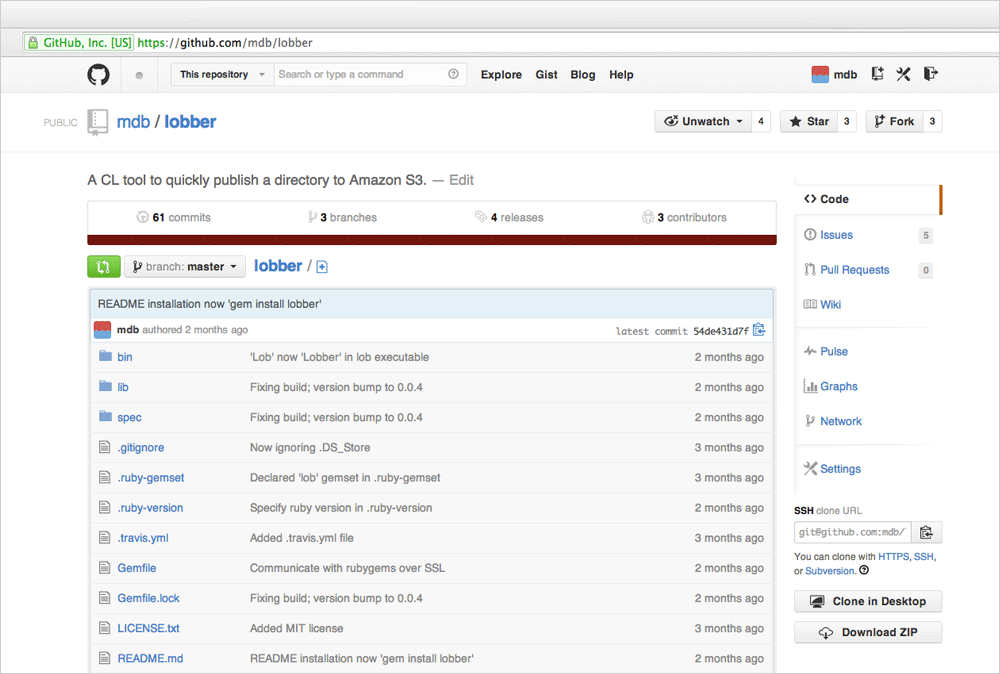 GitHub, Inc. [US] https://github.com/mdb/lobber
This repository Search or type a command Explore Gist Blog Help mdb
PUBLIC mdb / lobber Unwatch 4 Star 3 Fork 3
A CL tool to quickly publish a directory to Amazon S3. — Edit
61 commits 3 branches 4 releases 3 contributors
branch: master lobber /
README installation now 'gem install lobber'
mdb authored 2 months ago latest commit 54de431d7f
bin 'Lob' now 'Lobber' in lob executable 2 months ago
lib Fixing build; version bump to 0.0.4 2 months ago
spec Fixing build; version bump to 0.0.4 2 months ago
.gitignore Now ignoring .DS_Store 3 months ago
.ruby-gemset Declared 'lob' gemset in .ruby-gemset 3 months ago
.ruby-version Specify ruby version in .ruby-version 2 months ago
.travis.yml Added .travis.yml file 3 months ago
Gemfile Communicate with rubygems over SSL 2 months ago
Gemfile.lock Fixing build; version bump to 0.0.4 2 months ago
LICENSE.txt Added MIT license 3 months ago
README.md README installation now 'gem install lobber' 2 months ago
Code
Issues 5
Pull Requests 0
Wiki
Pulse
Graphs
Network
Settings
SSH clone URL
git@github.com:mdb/
You can clone with HTTPS, SSH,
or Subversion.
Clone in Desktop
Download ZIP